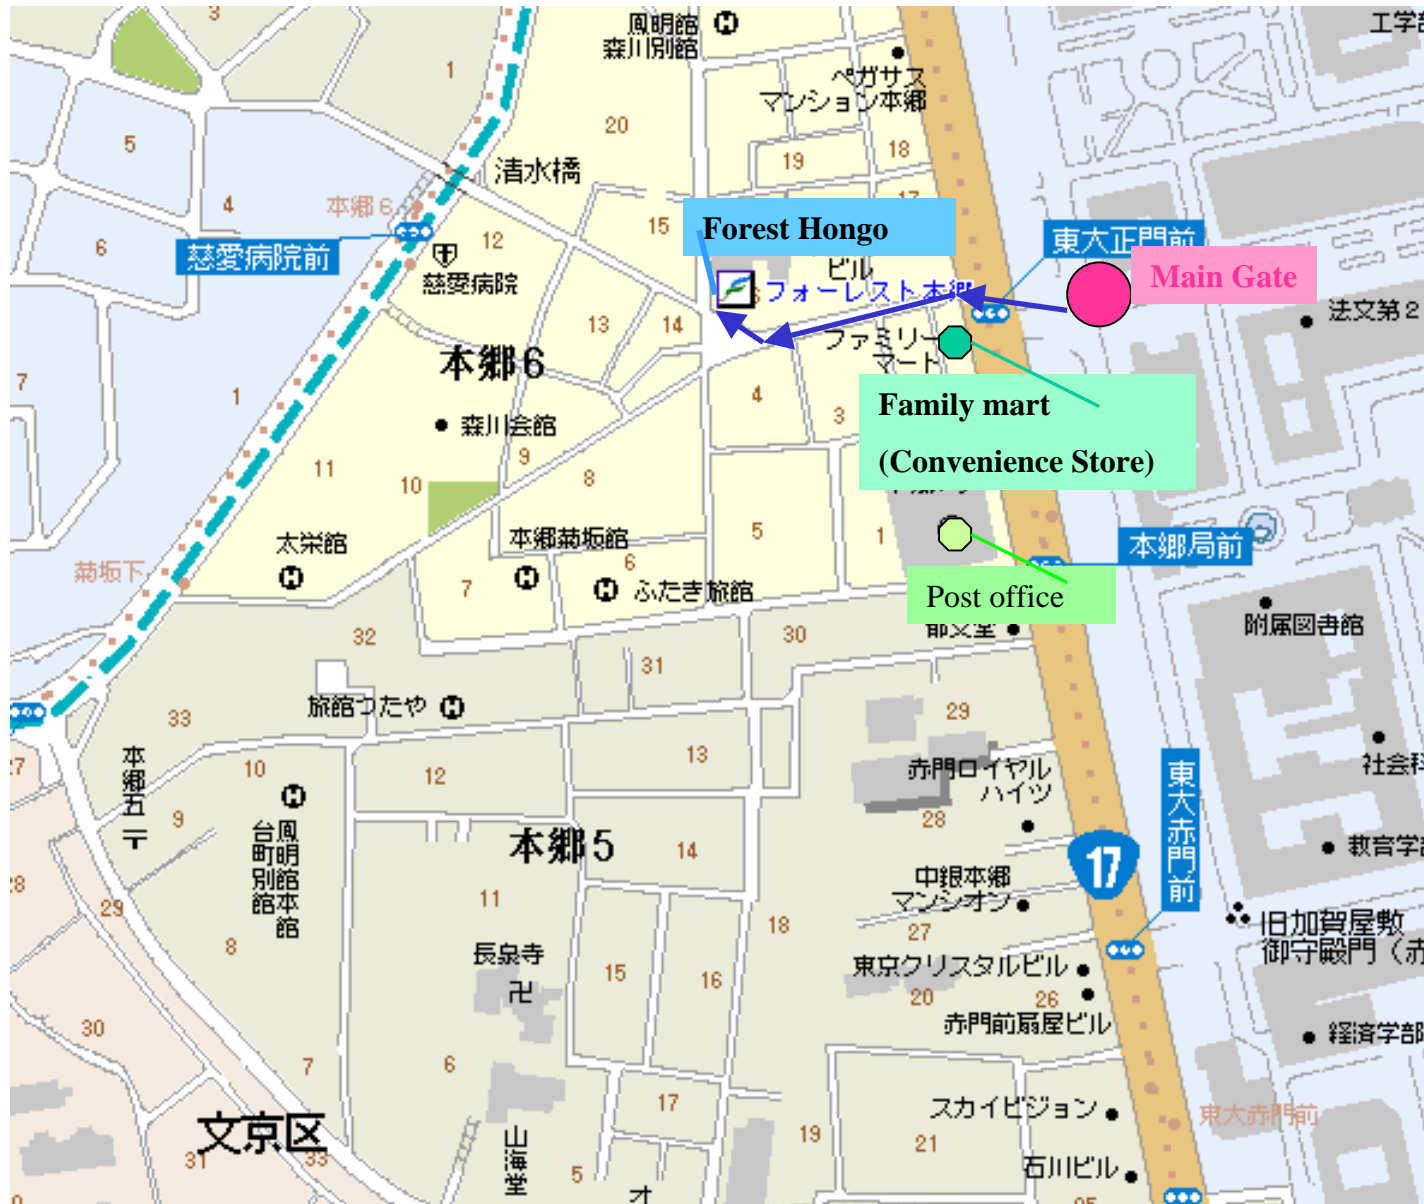 3
鳳明館
森川別館
工学
1
ペガサス
マンション本郷
20
5
清水橋
19
18
17
4
本郷6
15
12
6
慈愛病院前
慈愛病院
Forest Hongo
東大正門前
Main Gate
ビル
フォーレスト本郷
法文第2
13
14
ファミリー
マート
本郷6
7
1
4
3
Family mart
(Convenience Store)
森川会館
9
11
10
8
5
1
太栄館
本郷菊坂館
本郷局前
菊坂下
7
6
ふたき旅館
Post office
附属図書館
郁文堂
32
30
31
旅館つたや
33
29
27
本郷五〒
10
12
13
赤門ロイヤル
ハイツ
社会科
東大赤門前
9
28
鳳明館本館
台町別館
本郷5
14
17
教育学部
28
29
11
中銀本郷
マンシオン
18
27
旧加賀屋敷
御守殿門(赤
8
長泉寺
卍
15
16
東京クリスタルビル
20
26
赤門前扇屋ビル
30
経済学部
7
6
17
スカイビジョン
東大赤門前
文京区
31
33
山海堂
5
オ
19
21
石川ビル